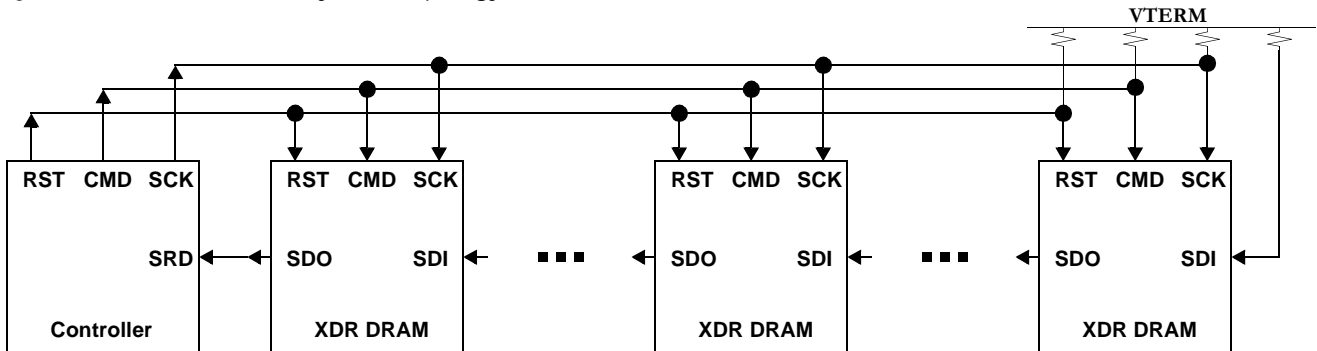 VTERM
RST CMD SCK
RST CMD SCK
RST CMD SCK
RST CMD SCK
SRD
SDO SDI
SDO SDI
SDO SDI
Controller
XDR DRAM
XDR DRAM
XDR DRAM